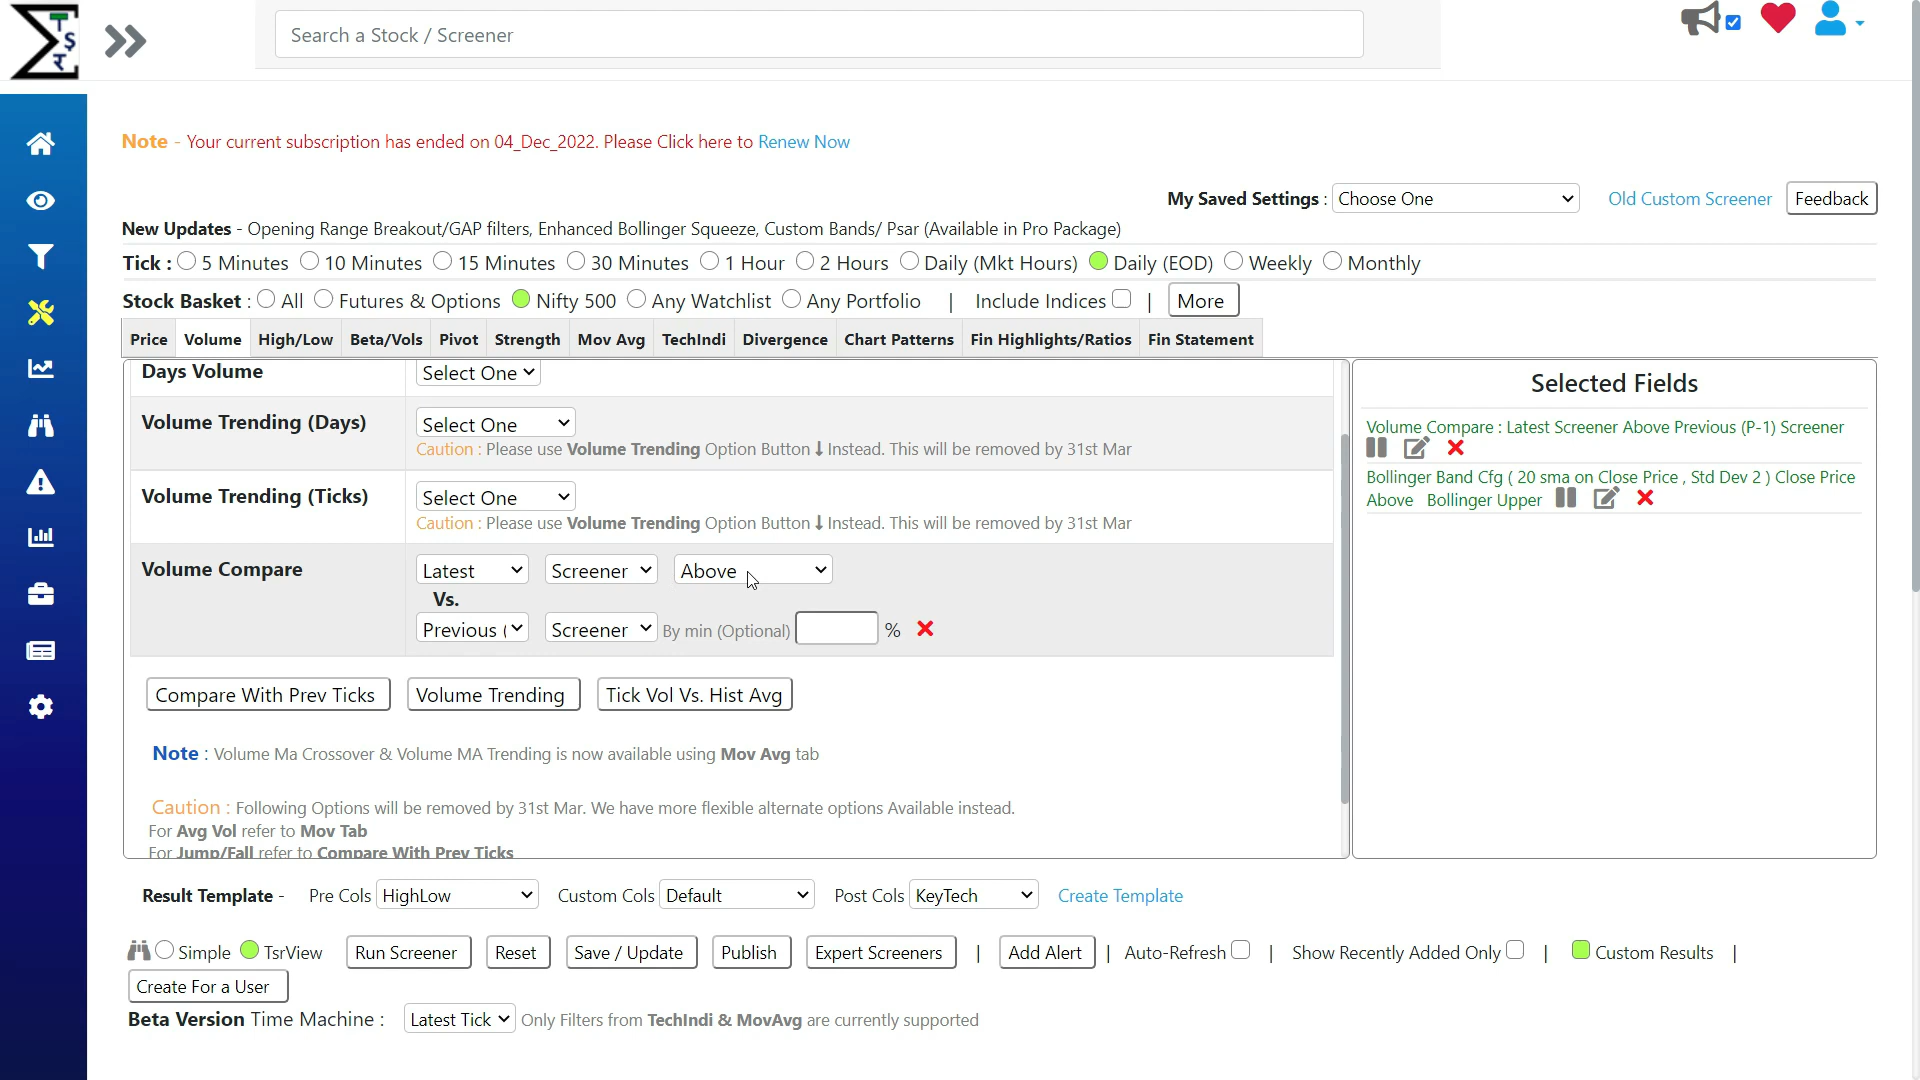 T
$
₹
Search a Stock / Screener
Note - Your current subscription has ended on 04_Dec_2022. Please Click here to Renew Now
My Saved Settings : Choose One Old Custom Screener Feedback
New Updates - Opening Range Breakout/GAP filters, Enhanced Bollinger Squeeze, Custom Bands/ Psar (Available in Pro Package)
Tick : 5 Minutes 10 Minutes 15 Minutes 30 Minutes 1 Hour 2 Hours Daily (Mkt Hours) Daily (EOD) Weekly Monthly
Stock Basket : All Futures & Options Nifty 500 Any Watchlist Any Portfolio | Include Indices | More
Price Volume High/Low Beta/Vols Pivot Strength Mov Avg TechIndi Divergence Chart Patterns Fin Highlights/Ratios Fin Statement
Days Volume Select One
Volume Trending (Days) Select One
Caution : Please use Volume Trending Option Button Instead. This will be removed by 31st Mar
Volume Trending (Ticks) Select One
Caution : Please use Volume Trending Option Button Instead. This will be removed by 31st Mar
Volume Compare Latest Screener Above
Vs.
Previous ( Screener By min (Optional) %
Compare With Prev Ticks Volume Trending Tick Vol Vs. Hist Avg
Note : Volume Ma Crossover & Volume MA Trending is now available using Mov Avg tab
Caution : Following Options will be removed by 31st Mar. We have more flexible alternate options Available instead.
For Avg Vol refer to Mov Tab
For Jump/Fall refer to Compare With Prev Ticks
Selected Fields
Volume Compare : Latest Screener Above Previous (P-1) Screener
Bollinger Band Cfg ( 20 sma on Close Price , Std Dev 2 ) Close Price
Above Bollinger Upper
Result Template - Pre Cols HighLow Custom Cols Default Post Cols KeyTech Create Template
Simple TsrView Run Screener Reset Save / Update Publish Expert Screeners | Add Alert | Auto-Refresh | Show Recently Added Only | Custom Results |
Create For a User
Beta Version Time Machine : Latest Tick Only Filters from TechIndi & MovAvg are currently supported